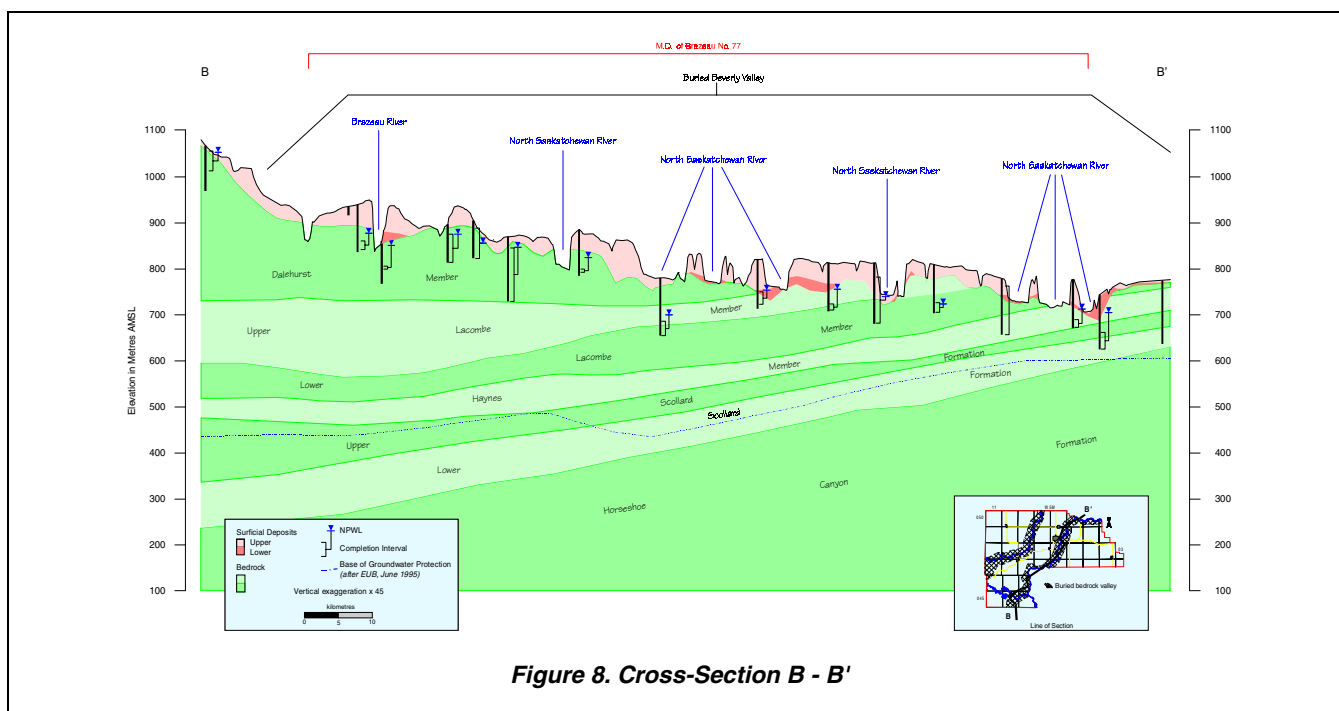 M.D. of Brazeau No. 77
B
B'
Buried Beverly Valley
Brazeau River
North Saskatchewan River
North Saskatchewan River
North Saskatchewan River
North Saskatchewan River
Elevation in Metres AMSL
1100
1000
900
800
700
600
500
400
300
200
100
1100
1000
900
800
700
600
500
400
300
200
100
Dalehurst
Member
Upper
Lacombe
Member
Lower
Lacombe
Member
Haynes
Member
Upper
Scollard
Formation
Lower
Scollard
Formation
Horseshoe
Canyon
Formation
Surficial Deposits
Upper
Lower
Bedrock
NPWL
Completion Interval
Base of Groundwater Protection
(after EUB, June 1995)
Vertical exaggeration x 45
kilometres
0 5 10
11
W5M
B'
N
050
03
045
B
Buried bedrock valley
Line of Section
Figure 8. Cross-Section B - B'